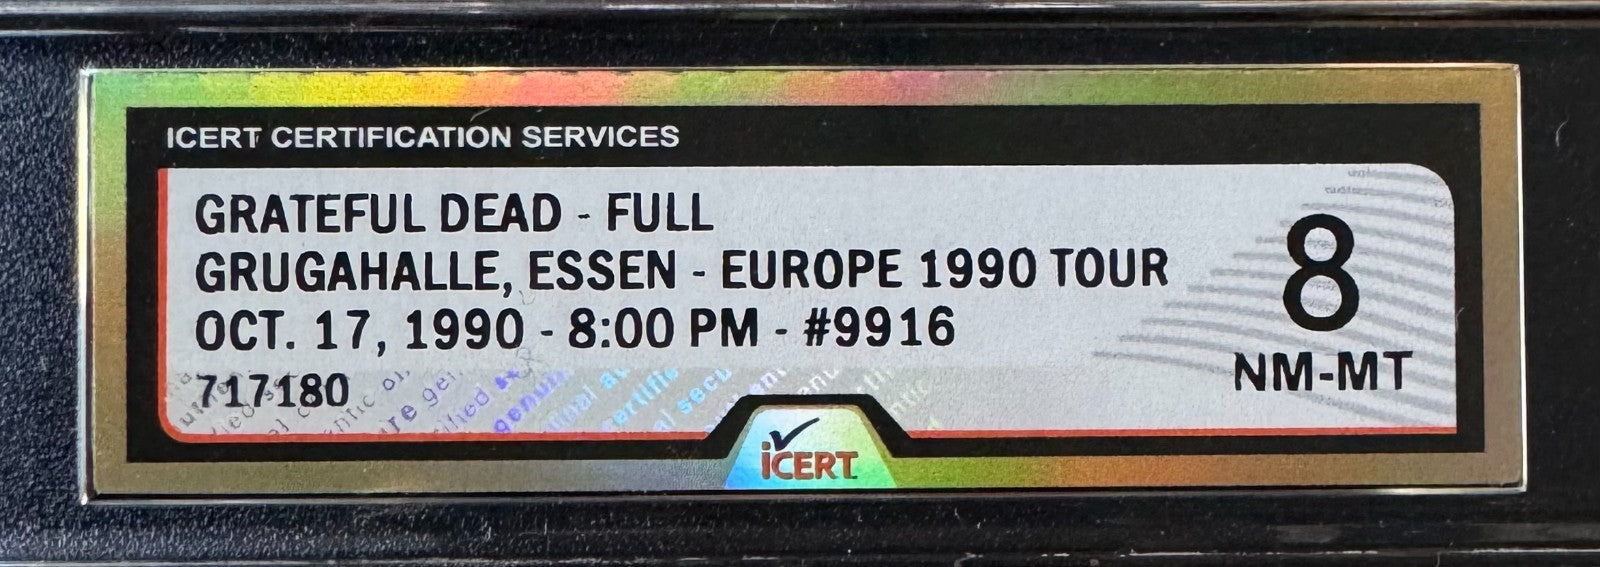 ICERT CERTIFICATION SERVICES
GRATEFUL DEAD - FULL
GRUGAHALLE, ESSEN - EUROPE 1990 TOUR
OCT. 17, 1990 - 8:00 PM - #9916
717180
8
NM-MT
iCERT